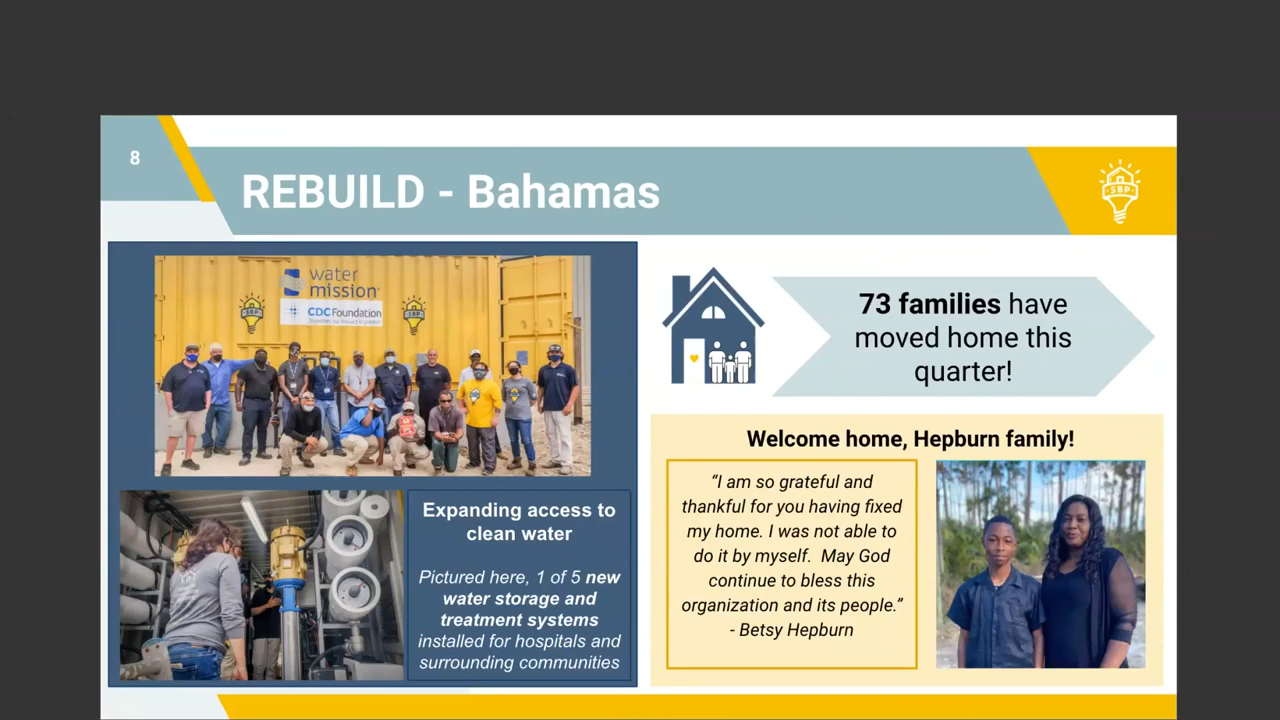 8
REBUILD - Bahamas
SBP
water
mission
CDC Foundation
SBP
SBP
73 families have
moved home this
quarter!
Welcome home, Hepburn family!
“I am so grateful and
thankful for you having fixed
my home. I was not able to
do it by myself.  May God
continue to bless this
organization and its people.”
- Betsy Hepburn
Expanding access to
clean water
Pictured here, 1 of 5 new
water storage and
treatment systems
installed for hospitals and
surrounding communities